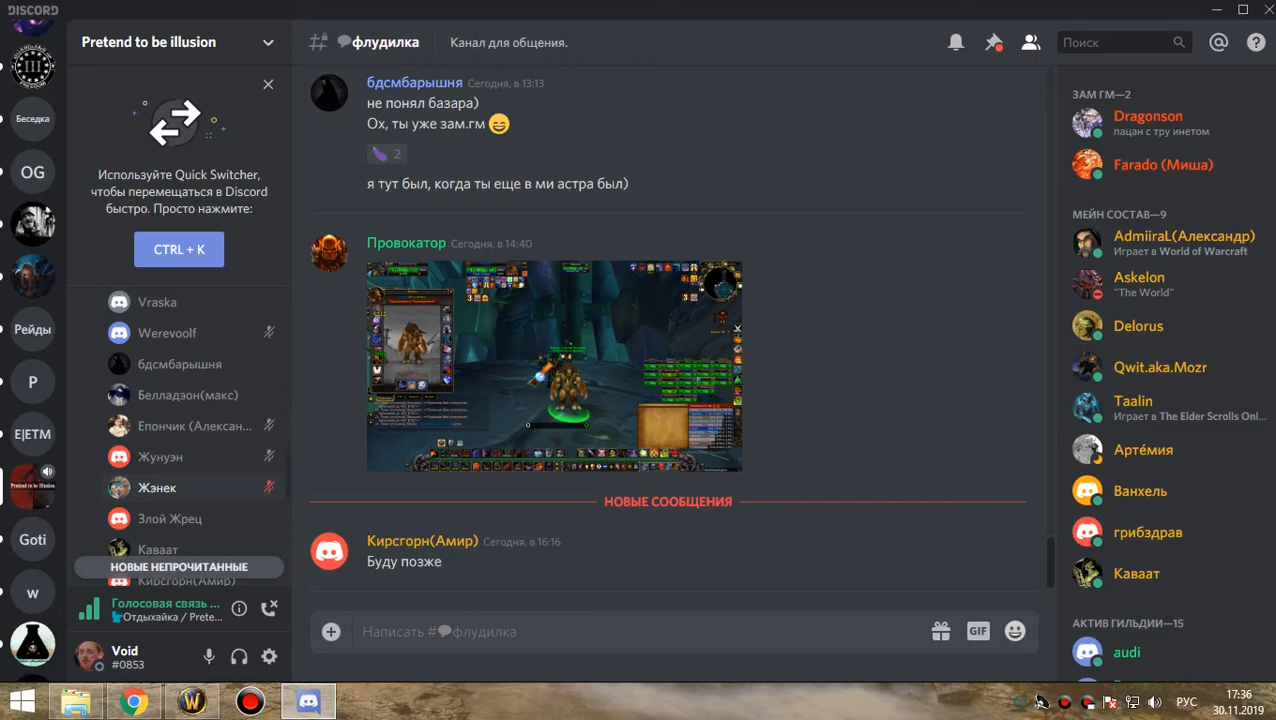 DISCORD
Pretend to be illusion
Используйте Quick Switcher,
чтобы перемещаться в Discord
быстро. Просто нажмите:
CTRL + K
Беседка
OG
Рейды
P
Goti
w
Vraska
Werevoolf
бдсмбарышня
Белладэон(макс)
Ёгончик (Алексан...
Жунуэн
Жэнек
Злой Жрец
Каваат
НОВЫЕ НЕПРОЧИТАННЫЕ
Кирсгорн(Амир)
Голосовая связь ...
Отдыхайка / Prete...
Void
#0853
флудилка
Канал для общения.
Поиск
бдсмбарышня Сегодня, в 13:13
не понял базара)
Ох, ты уже зам.гм
2
я тут был, когда ты еще в ми астра был)
Провокатор Сегодня, в 14:40
НОВЫЕ СООБЩЕНИЯ
Кирсгорн(Амир) Сегодня, в 16:16
Буду позже
Написать #флудилка
GIF
ЗАМ ГМ—2
Dragonson
пацан с тру инетом
Farado (Миша)
МЕЙН СОСТАВ—9
AdmiiraL(Александр)
Играет в World of Warcraft
Askelon
"The World"
Delorus
Qwit.aka.Mozr
Taalin
Играет в The Elder Scrolls Onl...
Артёмия
Ванхель
грибздрав
Каваат
АКТИВ ГИЛЬДИИ—15
audi
РУС
17:36
30.11.2019